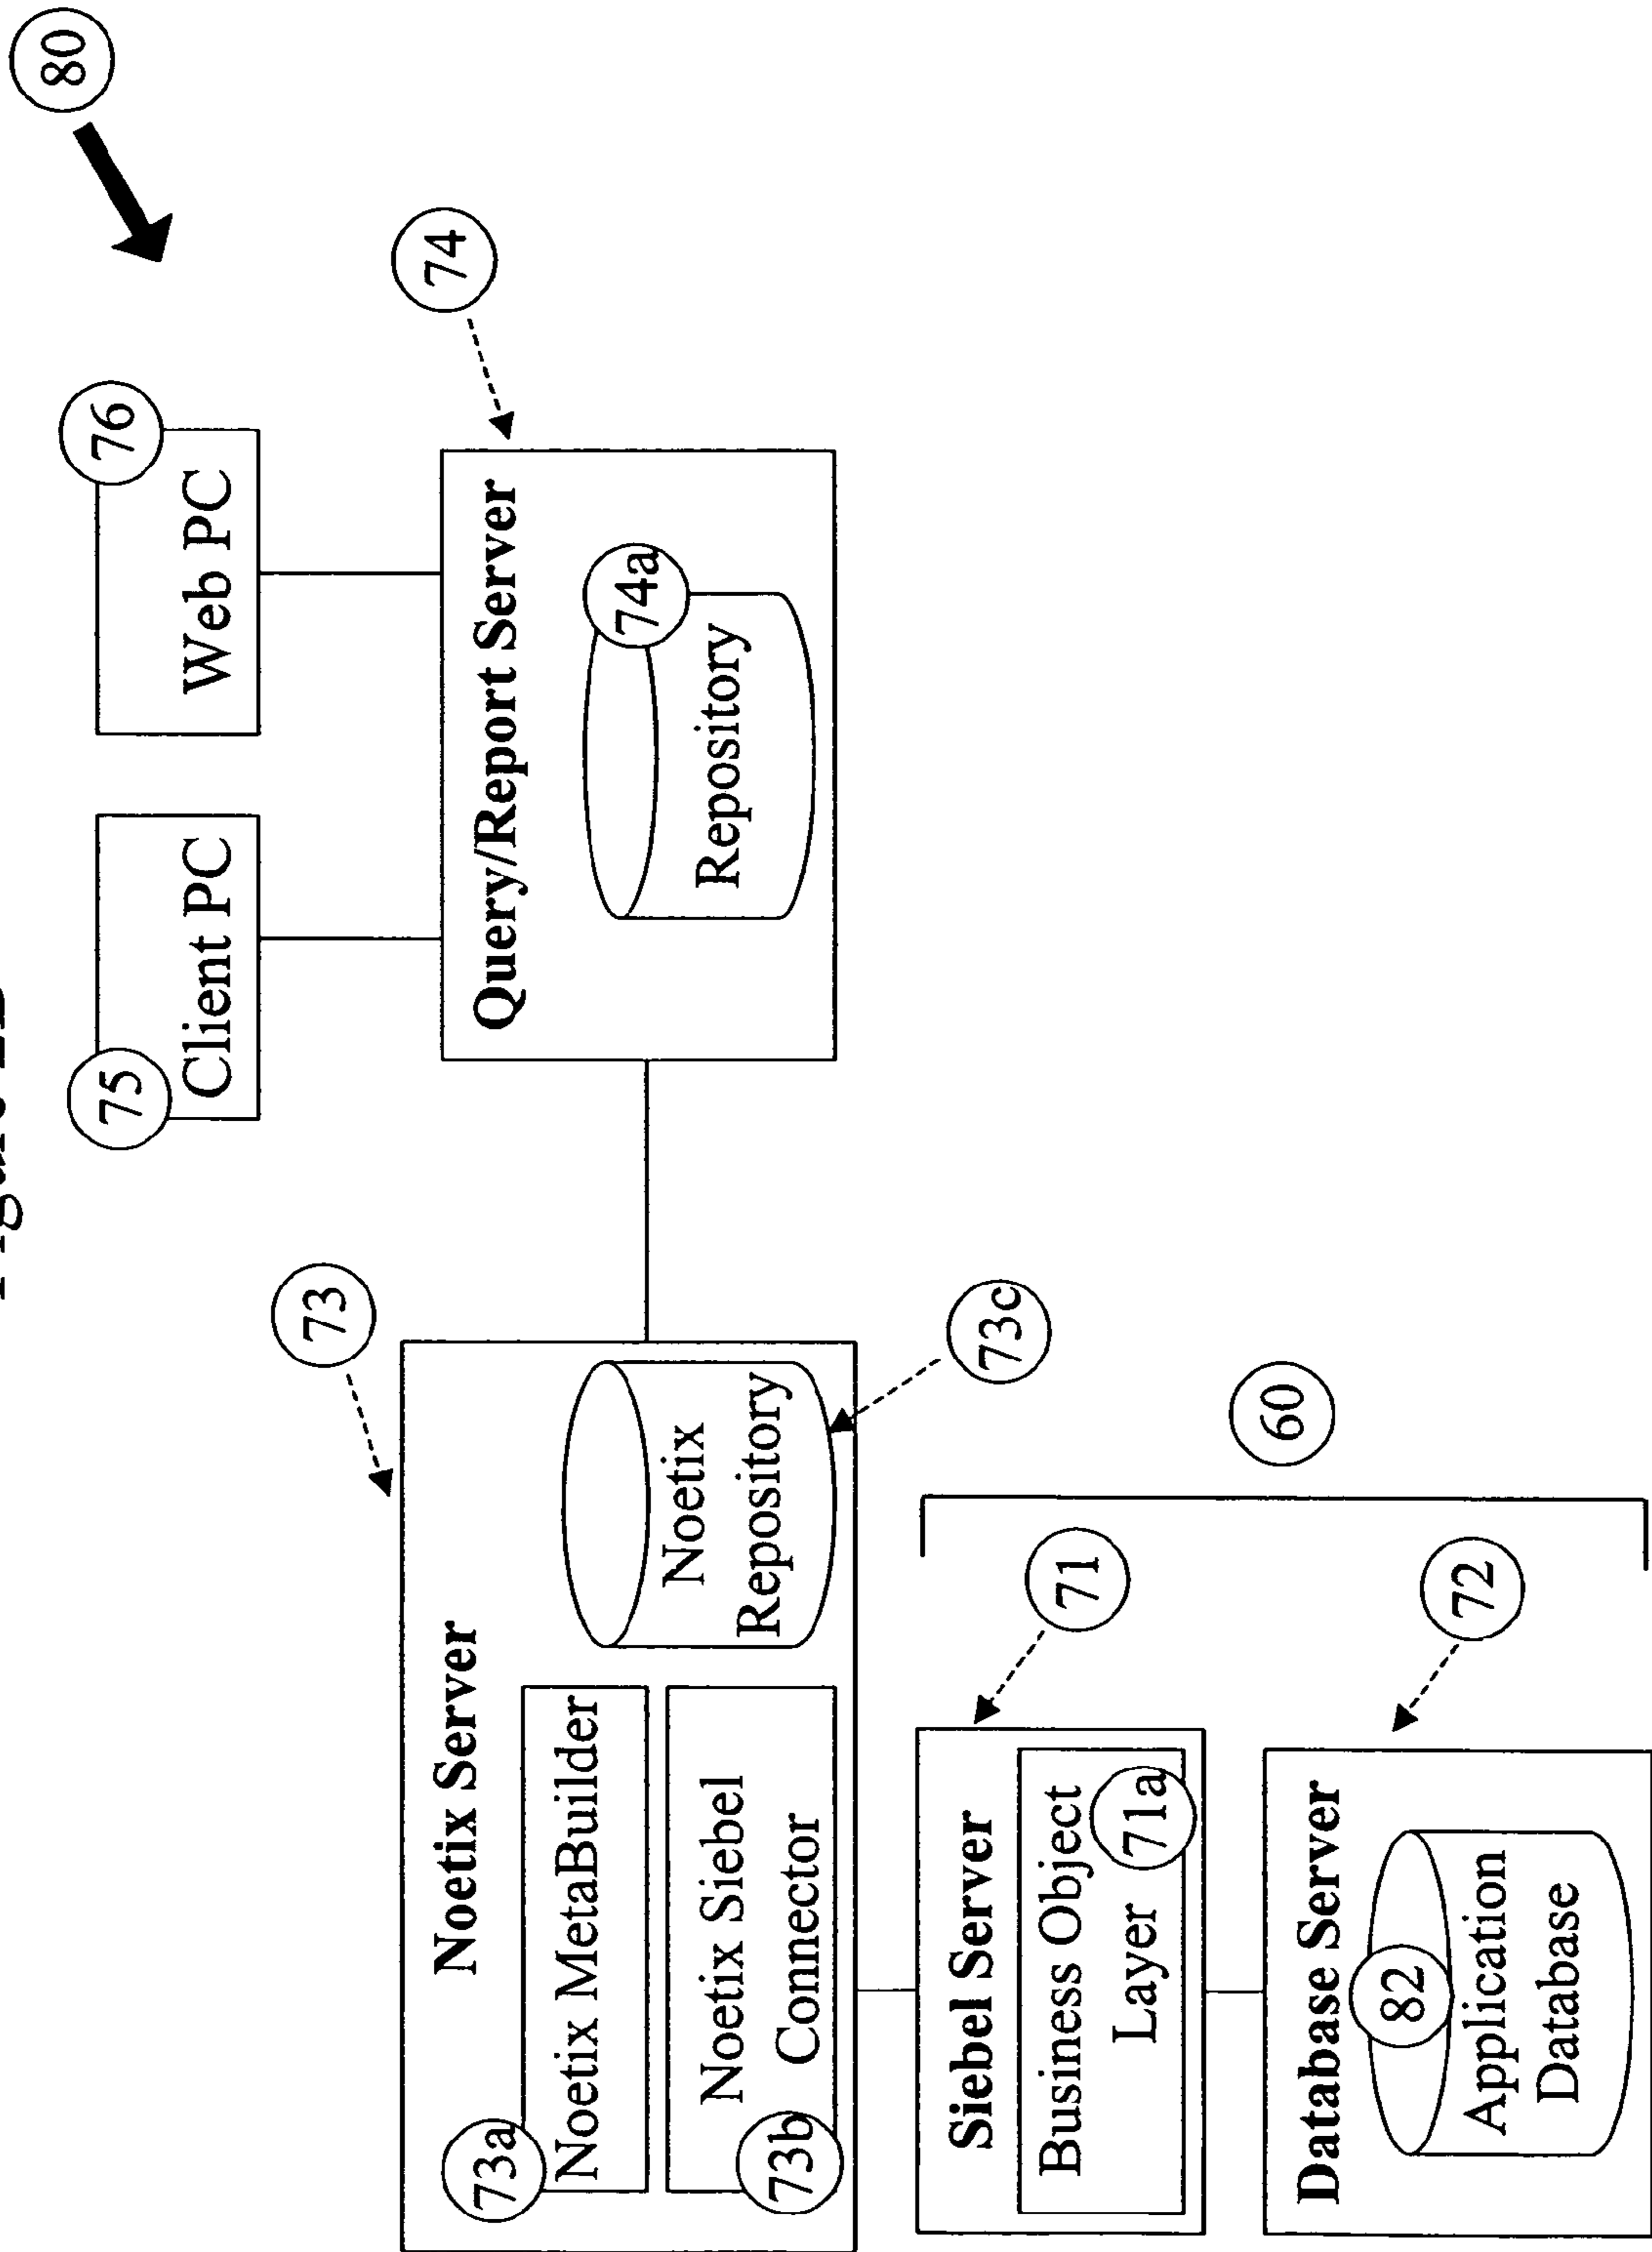 Figure
80
75
Client PC
76
Web PC
73
74
Noetix Server
73a
Noetix MetaBuilder
73b
Noetix Siebel
Connector
Noetix
Repository
73c
Query/Report Server
74a
Repository
71
Siebel Server
Business Object
Layer
71a
60
72
Database Server
82
Application
Database